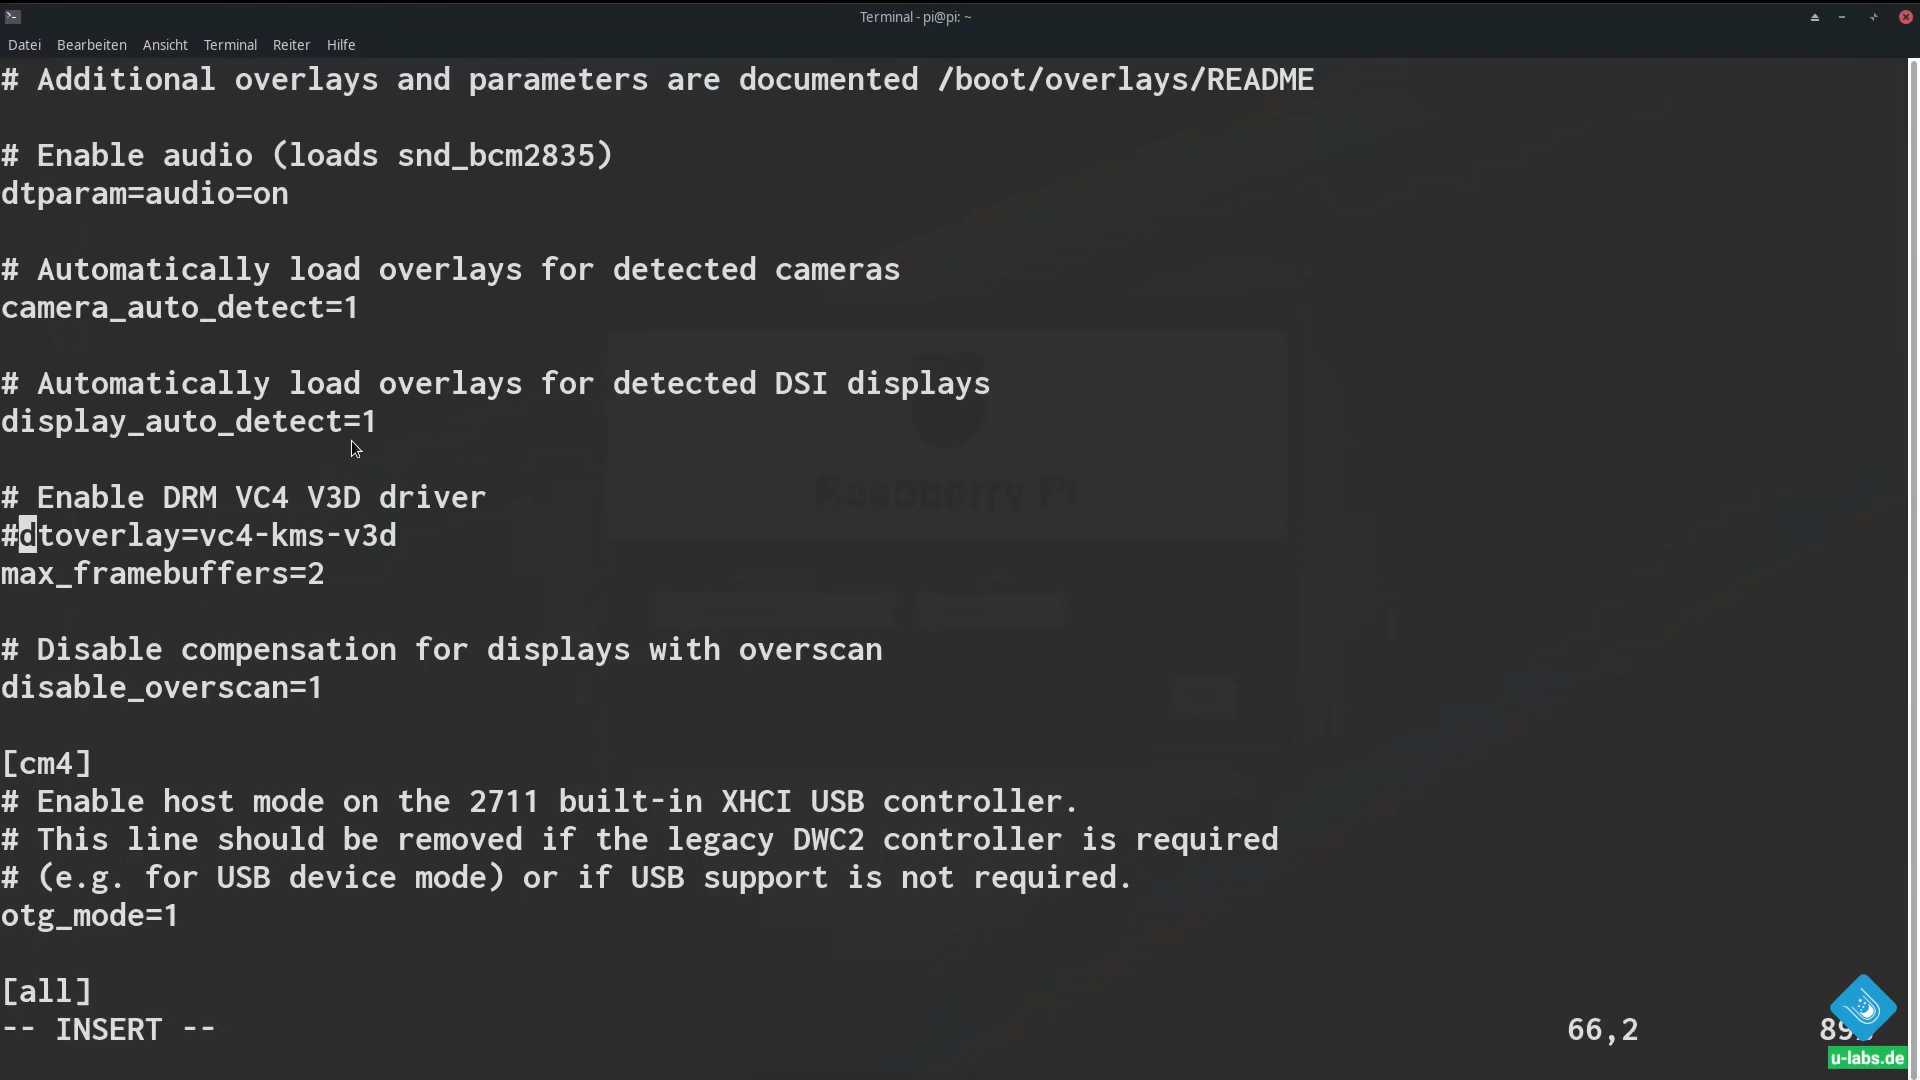 Terminal - pi@pi: ~
Datei Bearbeiten Ansicht Terminal Reiter Hilfe
# Additional overlays and parameters are documented /boot/overlays/README
# Enable audio (loads snd_bcm2835)
dtparam=audio=on
# Automatically load overlays for detected cameras
camera_auto_detect=1
# Automatically load overlays for detected DSI displays
display_auto_detect=1
# Enable DRM VC4 V3D driver
#dtoverlay=vc4-kms-v3d
max_framebuffers=2
# Disable compensation for displays with overscan
disable_overscan=1
[cm4]
# Enable host mode on the 2711 built-in XHCI USB controller.
# This line should be removed if the legacy DWC2 controller is required
# (e.g. for USB device mode) or if USB support is not required.
otg_mode=1
[all]
-- INSERT -- 66,2
u-labs.de
Raspberry Pi